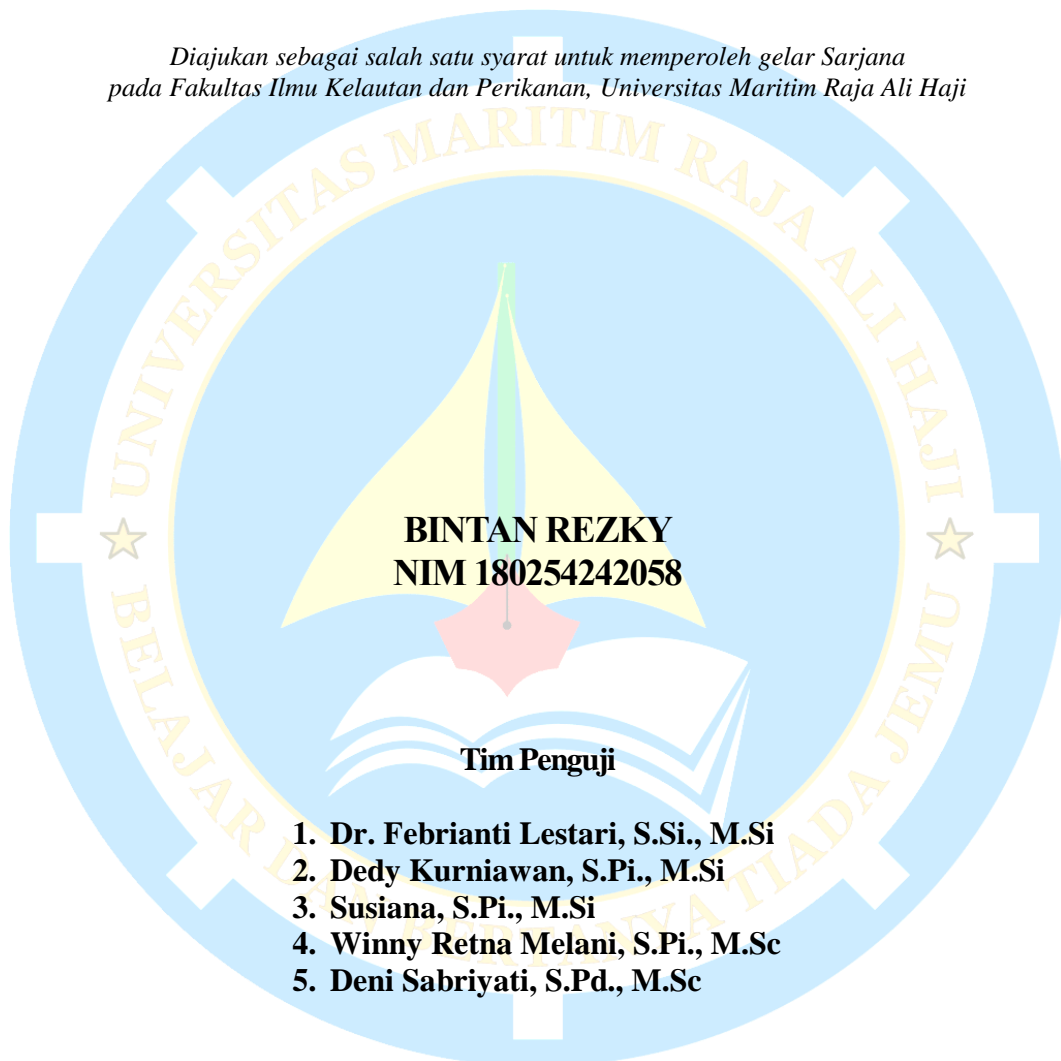 Diajukan sebagai salah satu syarat untuk memperoleh gelar Sarjana
pada Fakultas Ilmu Kelautan dan Perikanan, Universitas Maritim Raja Ali Haji
UNIVERSITAS MARITIM RAJA ALI HAJI
BINTAN REZKY
NIM 180254242058
Tim Penguji
1. Dr. Febrianti Lestari, S.Si., M.Si
2. Dedy Kurniawan, S.Pi., M.Si
3. Susiana, S.Pi., M.Si
4. Winny Retna Melani, S.Pi., M.Sc
5. Deni Sabriyati, S.Pd., M.Sc
BELAJAR DAN BERTANYA TIADA JEMU